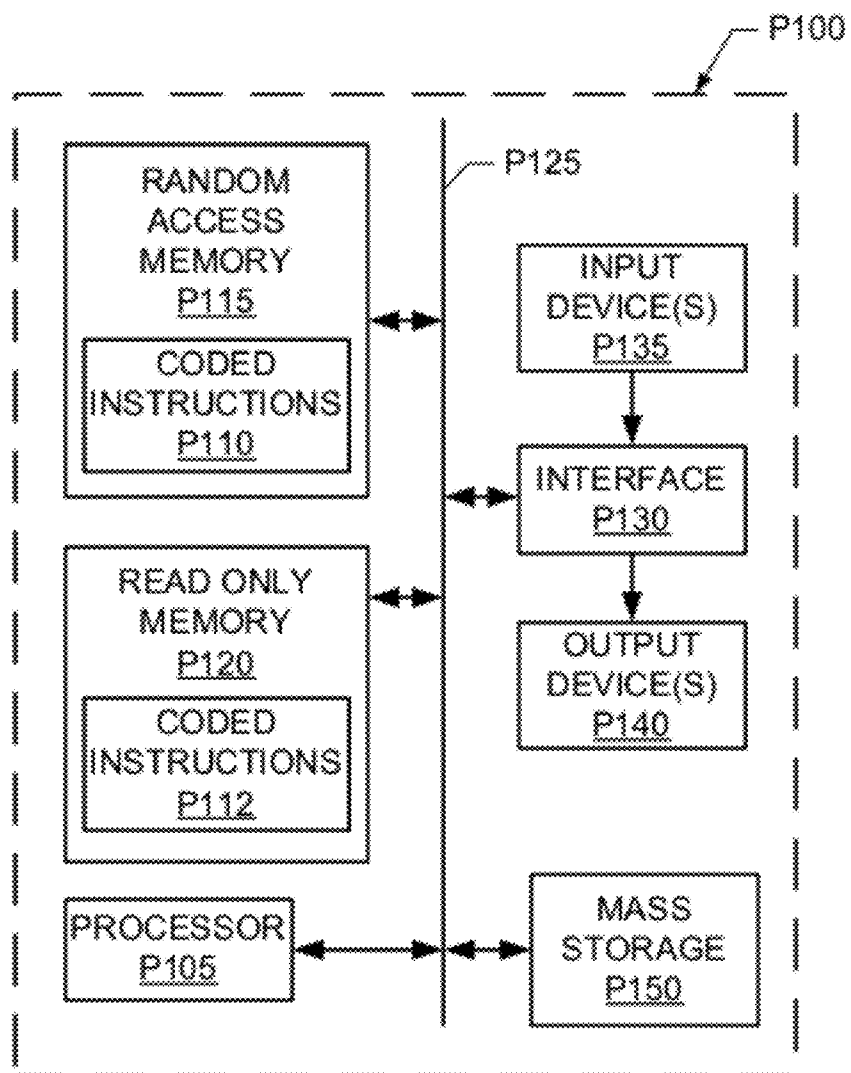 P100
P125
RANDOM
ACCESS
MEMORY
P115
CODED
INSTRUCTIONS
P110
READ ONLY
MEMORY
P120
CODED
INSTRUCTIONS
P112
PROCESSOR
P105
INPUT
DEVICE(S)
P135
INTERFACE
P130
OUTPUT
DEVICE(S)
P140
MASS
STORAGE
P150